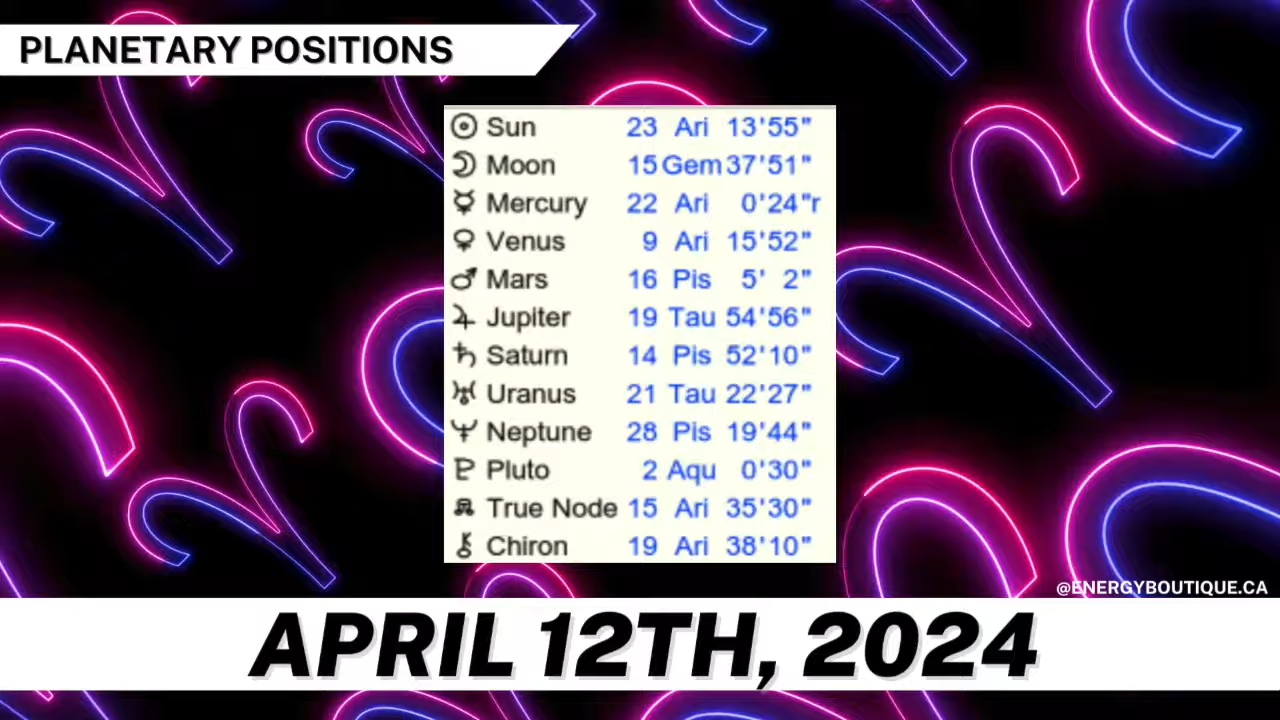 PLANETARY POSITIONS
Sun 23 Ari 13'55"
Moon 15 Gem 37'51"
Mercury 22 Ari 0'24"r
Venus 9 Ari 15'52"
Mars 16 Pis 5' 2"
Jupiter 19 Tau 54'56"
Saturn 14 Pis 52'10"
Uranus 21 Tau 22'27"
Neptune 28 Pis 19'44"
Pluto 2 Aqu 0'30"
True Node 15 Ari 35'30"
Chiron 19 Ari 38'10"
@ENERGYBOUTIQUE.CA
APRIL 12TH, 2024